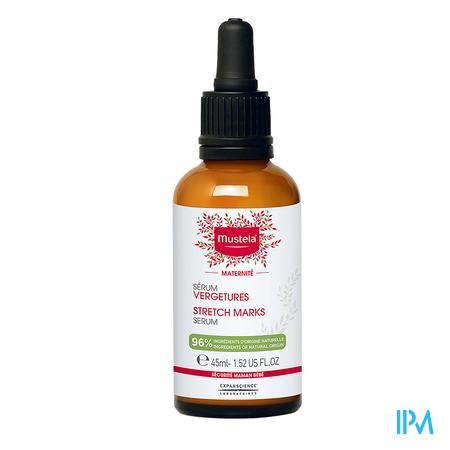 Mustela
MATERNITÉ
SÉRUM
VERGETURES
STRETCH MARKS
SERUM
96% INGRÉDIENTS D'ORIGINE NATURELLE
INGREDIENTS OF NATURAL ORIGIN
e 45ml- 1.52 US FL.OZ
SÉCURITÉ MAMAN BÉBÉ
EXPANSCIENCE
LABORATOIRES
IPM